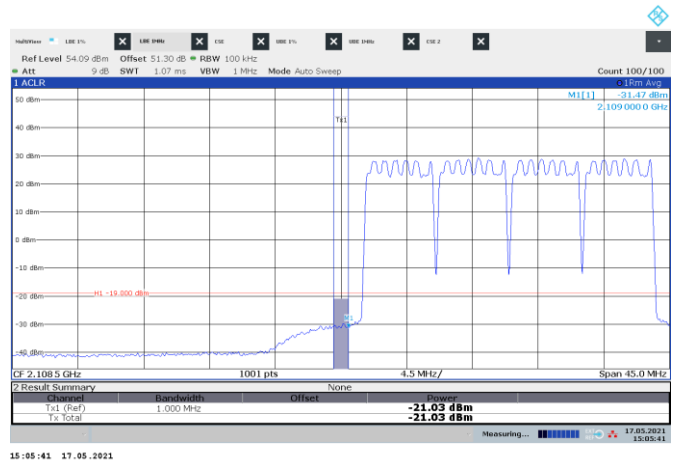 MultiView LBE 1% LBE 1MHz CSE UBE 1% UBE 1MHz CSE 2
Ref Level 54.09 dBm Offset 51.30 dB RBW 100 kHz
Att 9 dB SWT 1.07 ms VBW 1 MHz Mode Auto Sweep Count 100/100
1 ACLR 1Rm Avg
M1[1] -31.47 dBm
50 dBm
2.109 000 0 GHz
Tx1
40 dBm
30 dBm
20 dBm
10 dBm
0 dBm
-10 dBm
H1 -19.000 dBm
-20 dBm
M1
-30 dBm
-40 dBm
CF 2.1085 GHz 1001 pts 4.5 MHz/ Span 45.0 MHz
2 Result Summary None
Channel Bandwidth Offset Power
Tx1 (Ref) 1.000 MHz -21.03 dBm
Tx Total -21.03 dBm
Measuring... 17.05.2021
15:05:41
15:05:41 17.05.2021